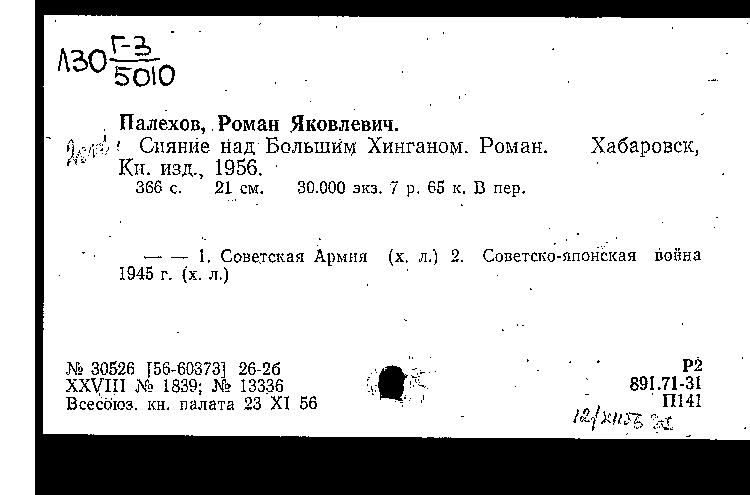 Л30 Г-3
5010
Палехов, Роман Яковлевич.
Сияние над Большим Хинганом. Роман. Хабаровск,
Кн. изд., 1956.
366 с. 21 см. 30.000 экз. 7 р. 65 к. В пер.
— — 1. Советская Армия (х. л.) 2. Советско-японская война
1945 г. (х. л.)
№ 30526 [56-60373] 26-26 Р2
XXVIII № 1839; № 13336 891.71-31
Всесоюз. кн. палата 23 XI 56 П141